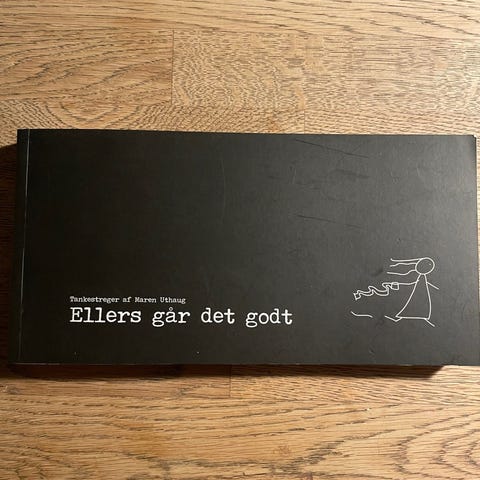 Tankestreger af Maren Uthaug
Ellers går det godt